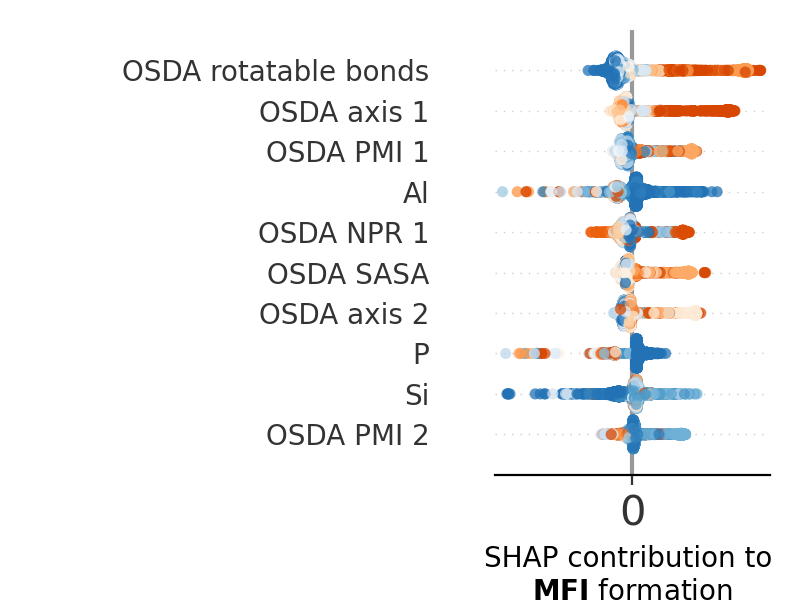 OSDA rotatable bonds
OSDA axis 1
OSDA PMI 1
Al
OSDA NPR 1
OSDA SASA
OSDA axis 2
P
Si
OSDA PMI 2
0
SHAP contribution to
MFI formation